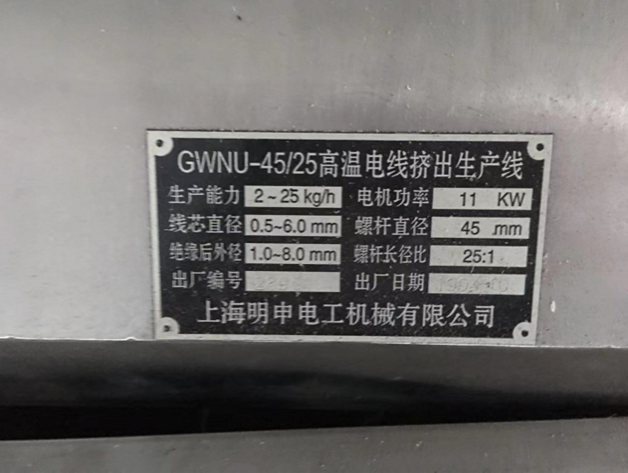 GWNU-45/25高温电线挤出生产线
生产能力 2~25 kg/h 电机功率 11 KW
线芯直径 0.5~6.0 mm 螺杆直径 45 mm
绝缘后外径 1.0~8.0 mm 螺杆长径比 25:1
出厂编号 出厂日期
上海明申电工机械有限公司